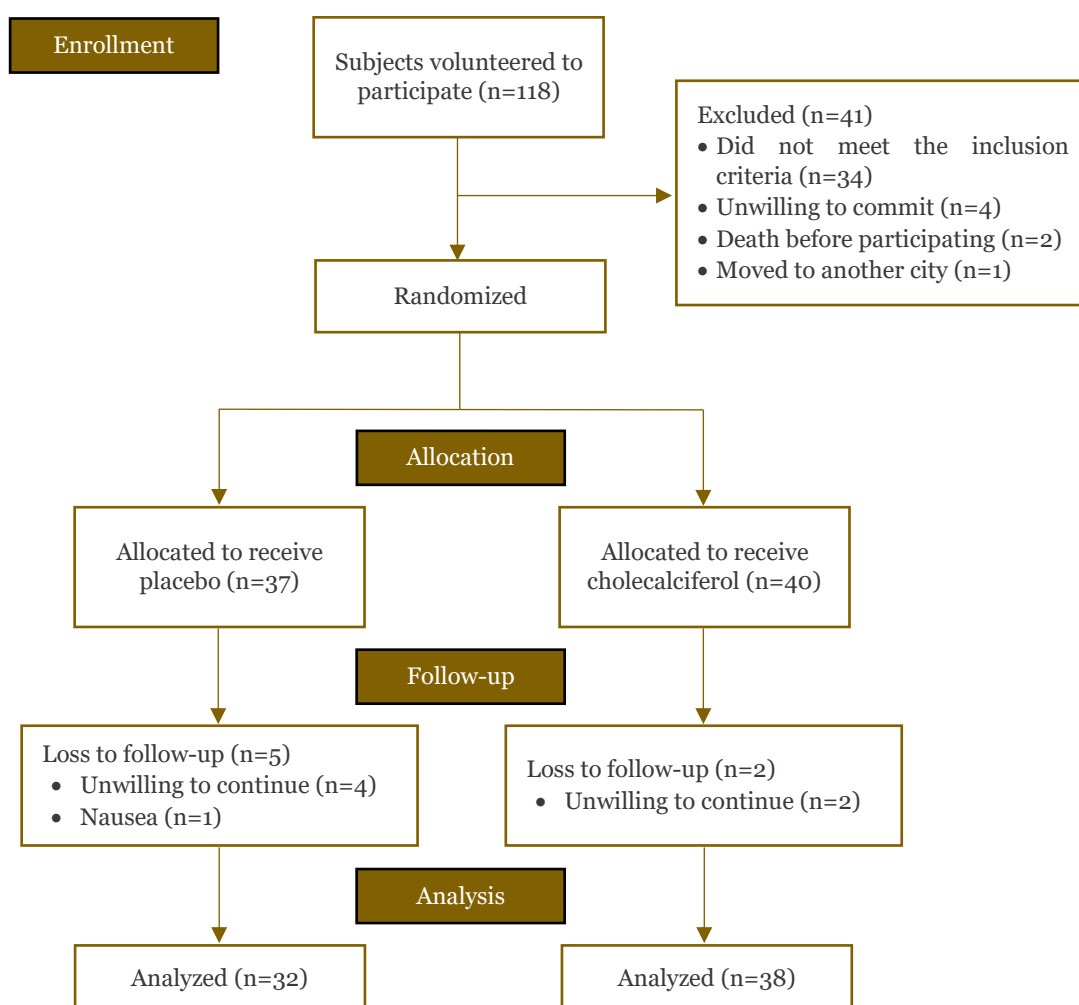 Enrollment
Subjects volunteered to
participate (n=118)
Excluded (n=41)
• Did not meet the inclusion
criteria (n=34)
• Unwilling to commit (n=4)
• Death before participating (n=2)
• Moved to another city (n=1)
Randomized
Allocation
Allocated to receive
placebo (n=37)
Allocated to receive
cholecalciferol (n=40)
Follow-up
Loss to follow-up (n=5)
• Unwilling to continue (n=4)
• Nausea (n=1)
Loss to follow-up (n=2)
• Unwilling to continue (n=2)
Analysis
Analyzed (n=32)
Analyzed (n=38)